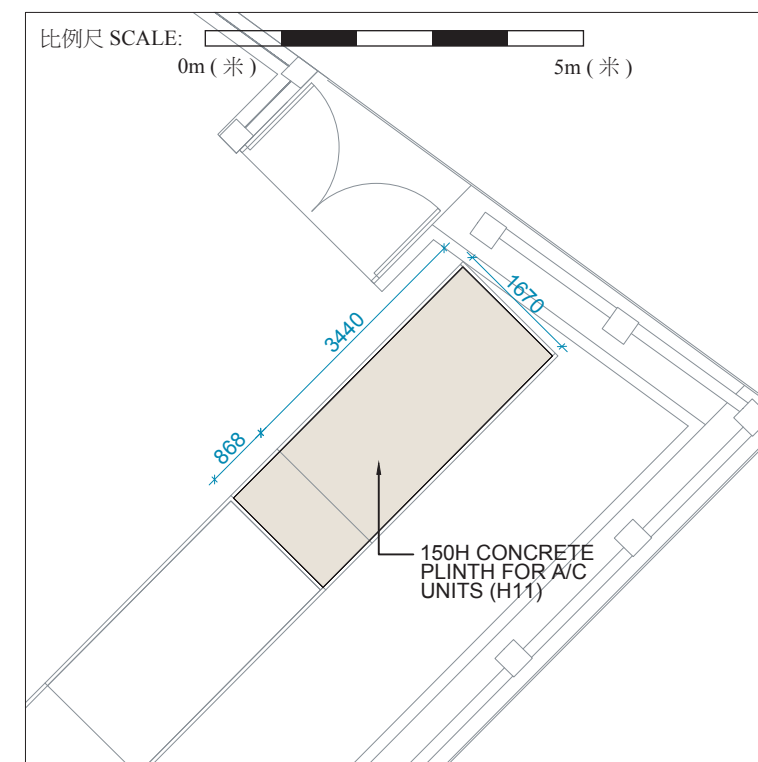 比例尺 SCALE:
0m ( 米 )
5m ( 米 )
1670
3440
868
150H CONCRETE
PLINTH FOR A/C
UNITS (H11)